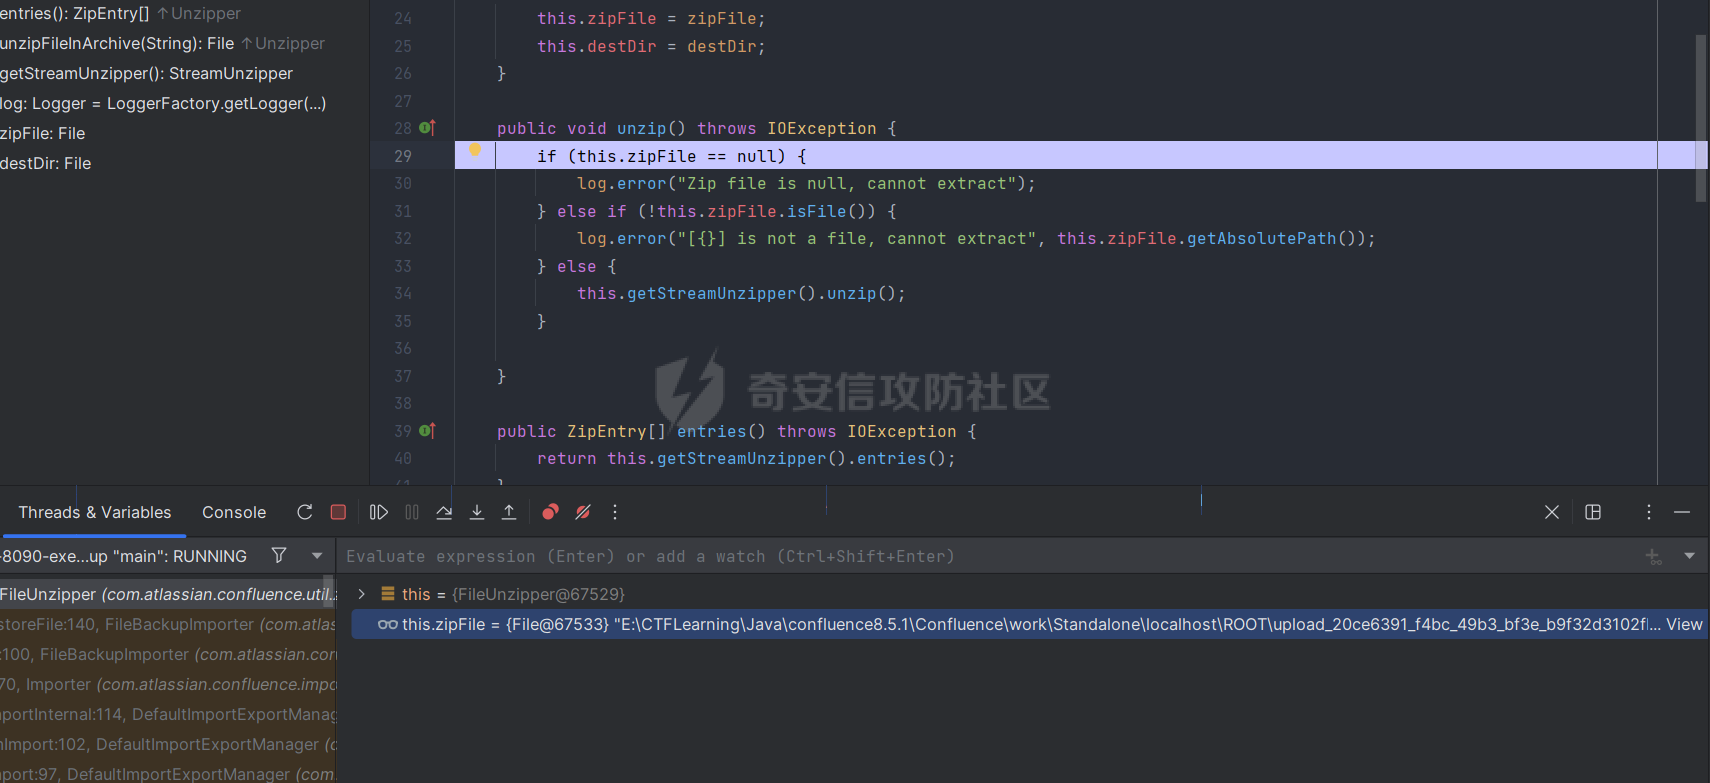 entries(): ZipEntry[] ↑Unzipper
unzipFileInArchive(String): File ↑Unzipper
getStreamUnzipper(): StreamUnzipper
log: Logger = LoggerFactory.getLogger(...)
zipFile: File
destDir: File
24 this.zipFile = zipFile;
25 this.destDir = destDir;
26 }
27
28 public void unzip() throws IOException {
29 if (this.zipFile == null) {
30 log.error("Zip file is null, cannot extract");
31 } else if (!this.zipFile.isFile()) {
32 log.error("[{}] is not a file, cannot extract", this.zipFile.getAbsolutePath());
33 } else {
34 this.getStreamUnzipper().unzip();
35 }
36
37 }
38
奇安信攻防社区
39 public ZipEntry[] entries() throws IOException {
40 return this.getStreamUnzipper().entries();
Threads & Variables Console
-8090-exe...up "main": RUNNING
Evaluate expression (Enter) or add a watch (Ctrl+Shift+Enter)
FileUnzipper (com.atlassian.confluence.util.
this = {FileUnzipper@67529}
storeFile:140, FileBackupImporter (com.atlas
this.zipFile = {File@67533} "E:\CTFLearning\Java\confluence8.5.1\Confluence\work\Standalone\localhost\ROOT\upload_20ce6391_f4bc_49b3_bf3e_b9f32d3102f... View
:100, FileBackupImporter (com.atlassian.con
70, Importer (com.atlassian.confluence.impo
portInternal:114, DefaultImportExportManag
mImport:102, DefaultImportExportManager (c
port:97, DefaultImportExportManager (com.